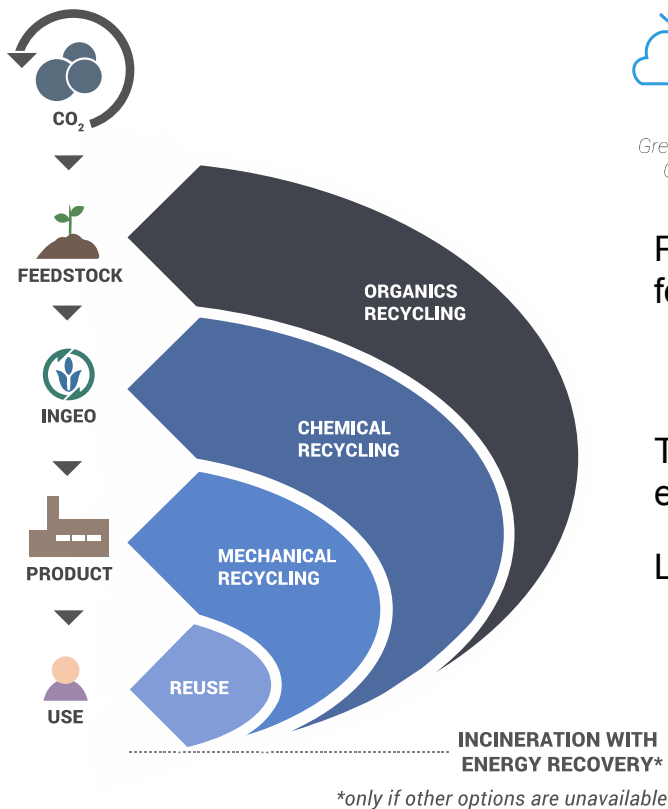 CO₂
FEEDSTOCK
INGEO
PRODUCT
USE
ORGANICS
RECYCLING
CHEMICAL
RECYCLING
MECHANICAL
RECYCLING
REUSE
INCINERATION WITH
ENERGY RECOVERY*
*only if other options are unavailable